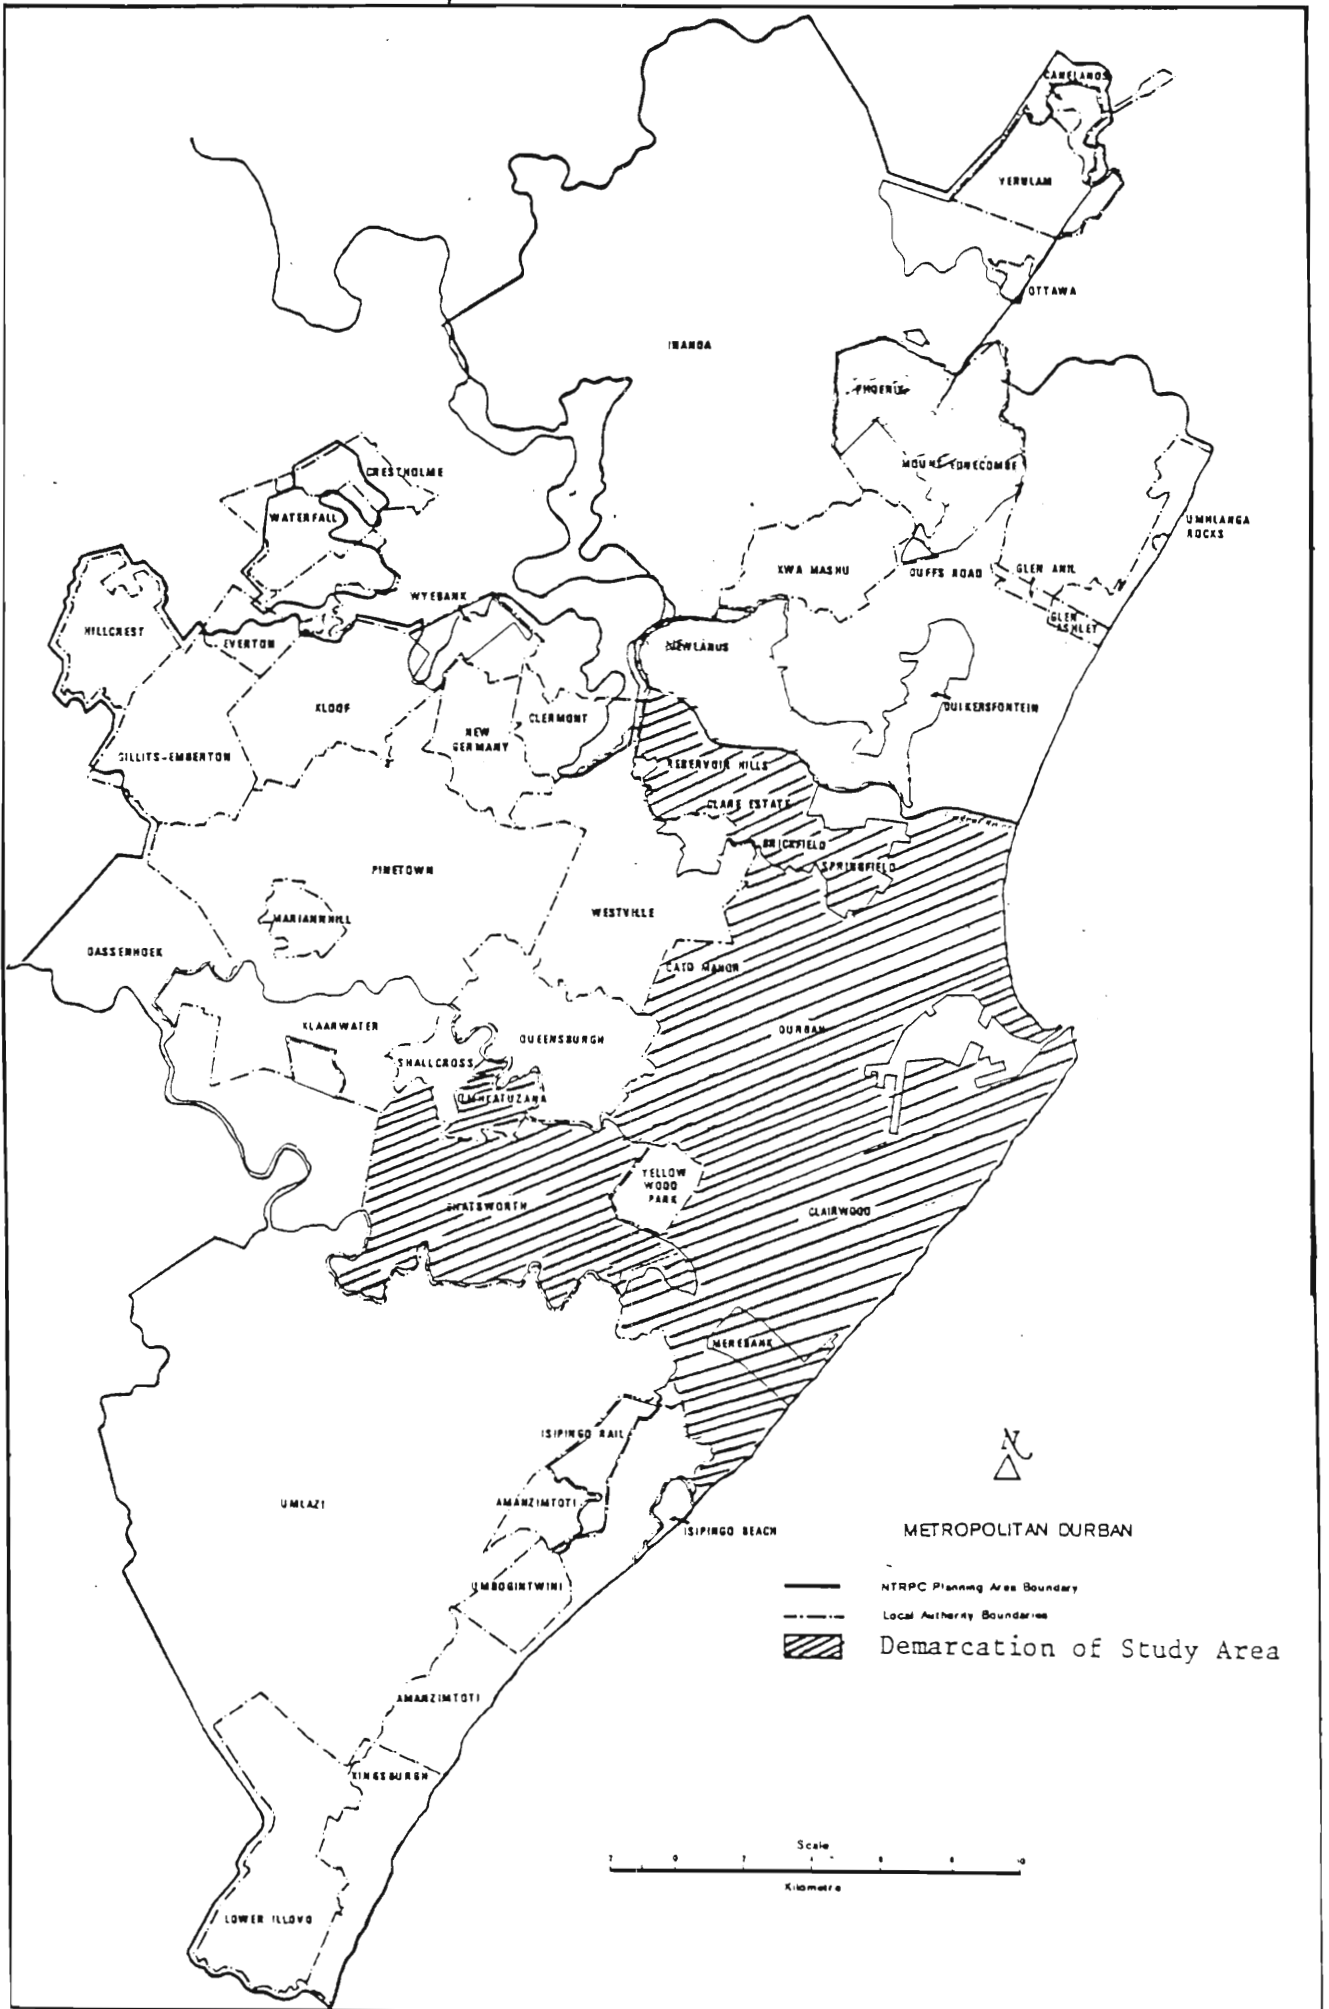 CANELANDS
VERULAM
OTTAWA
INANDA
PHOENIX
MOUNT EDNECOMBE
CRESTHOLME
WATERFALL
UMHLANGA
ROCKS
KWA MASHU
DUFFS ROAD
GLEN ANIL
GLEN
ASHLEY
WYEBANK
HILLCREST
EVERTON
NEWLANDS
KLOOF
CLERMONT
DUIKERSFONTEIN
NEW
GERMANY
GILLITS-EMBERTON
RESERVOIR HILLS
CLARE ESTATE
BRICKFIELD
SPRINGFIELD
PINETOWN
MARIANNHILL
WESTVILLE
DASSENHOEK
CATO MANOR
KLAARWATER
DURBAN
QUEENSBURGH
SHALLCROSS
UMHLATUZANA
YELLOW
WOOD
PARK
CHATSWORTH
CLAIRWOOD
MEREBANK
ISIPINGO RAIL
UMLAZI
AMANZIMTOTI
ISIPINGO BEACH
N
METROPOLITAN DURBAN
UMBOGINTWINI
NTRPC Planning Area Boundary
Local Authority Boundaries
Demarcation of Study Area
AMANZIMTOTI
KINGSBURGH
Scale
Kilometre
LOWER ILLOVO